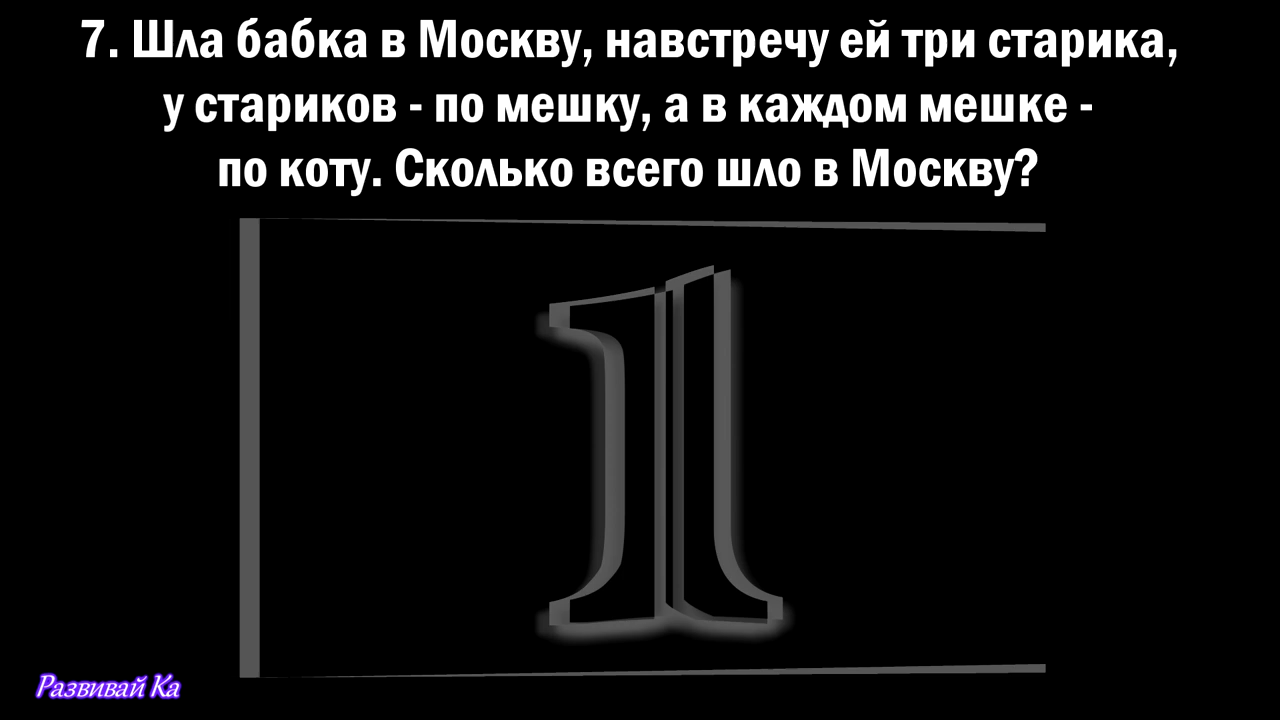 7. Шла бабка в Москву, навстречу ей три старика,
у стариков - по мешку, а в каждом мешке -
по коту. Сколько всего шло в Москву?
1
Развивай Ка